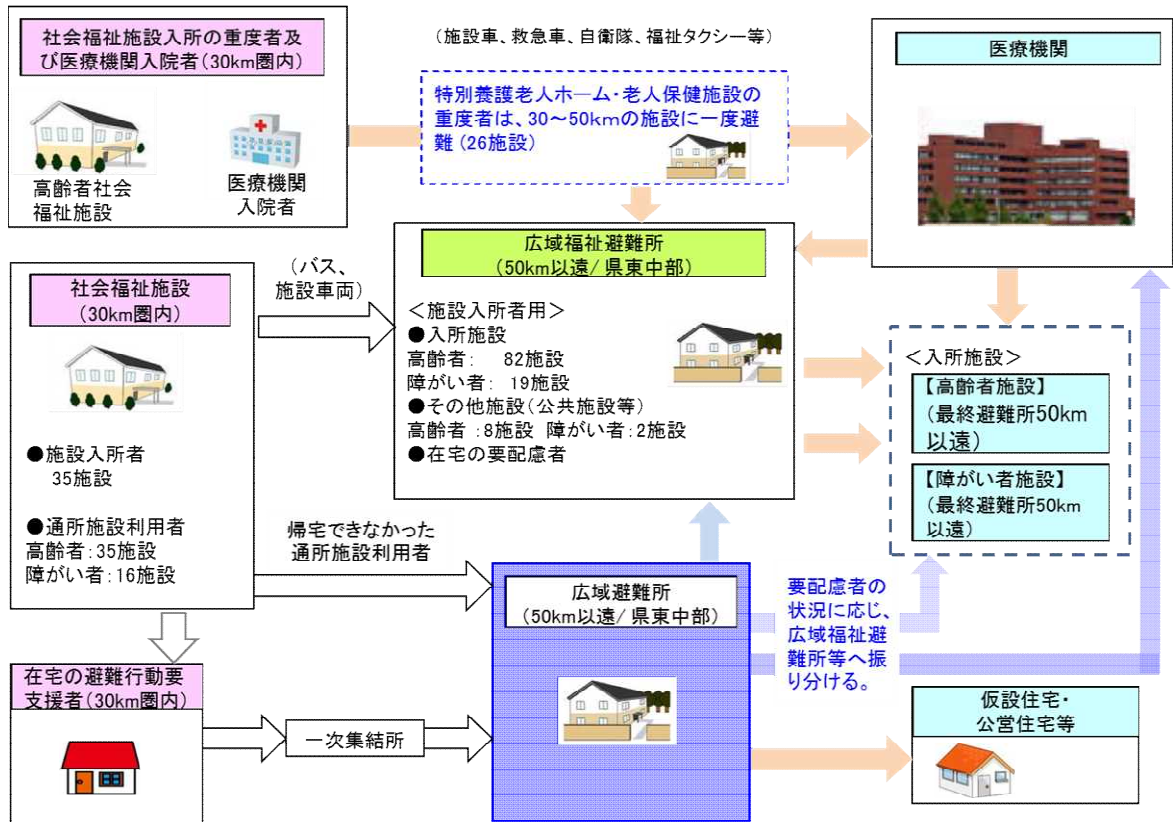 社会福祉施設入所の重度者及
び医療機関入院者(30km圏内)
高齢者社会
福祉施設
医療機関
入院者
(施設車、救急車、自衛隊、福祉タクシー等)
特別養護老人ホーム・老人保健施設の
重度者は、30~50kmの施設に一度避
難(26施設)
医療機関
社会福祉施設
(30km圏内)
●施設入所者
35施設
●通所施設利用者
高齢者:35施設
障がい者:16施設
(バス、
施設車両)
広域福祉避難所
(50km以遠/ 県東中部)
<施設入所者用>
●入所施設
高齢者: 82施設
障がい者: 19施設
●その他施設(公共施設等)
高齢者:8施設 障がい者:2施設
●在宅の要配慮者
<入所施設>
【高齢者施設】
(最終避難所50km
以遠)
【障がい者施設】
(最終避難所50km
以遠)
帰宅できなかった
通所施設利用者
広域避難所
(50km以遠/ 県東中部)
要配慮者の
状況に応じ、
広域福祉避
難所等へ振
り分ける。
在宅の避難行動要
支援者(30km圏内)
一次集結所
仮設住宅・
公営住宅等